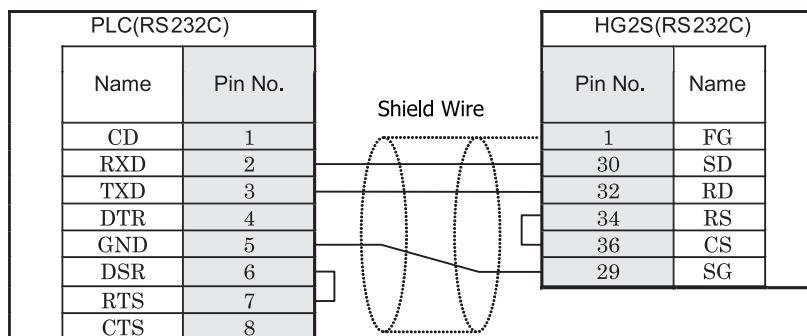 PLC(RS232C) HG2S(RS232C)
Name Pin No. Pin No. Name
Shield Wire
CD 1 1 FG
RXD 2 30 SD
TXD 3 32 RD
DTR 4 34 RS
GND 5 36 CS
DSR 6 29 SG
RTS 7
CTS 8